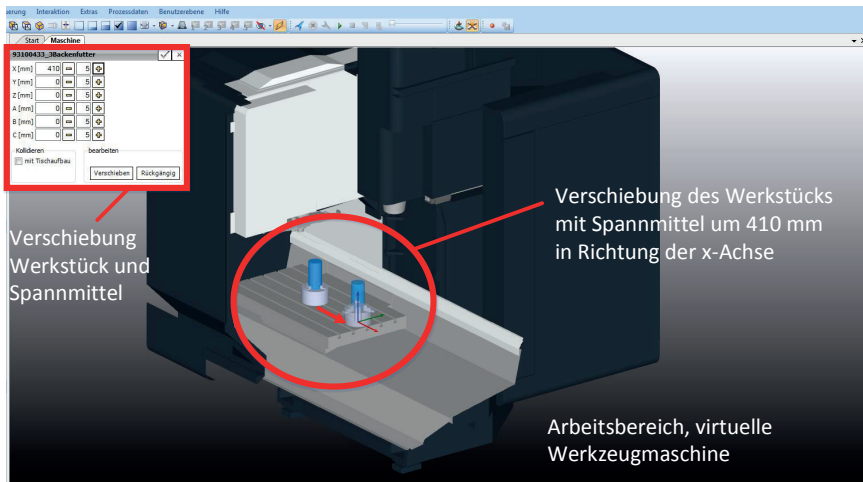 Interaktion Extras Prozessdaten Benutzerebene Hilfe
Start Maschine
93100433_3Backenfutter
X [mm] 410 5
Y [mm] 0 5
Z [mm] 0 5
A [mm] 0 5
B [mm] 0 5
C [mm] 0 5
Kollidieren bearbeiten
mit Tischaufbau
Verschieben Rückgängig
Verschiebung
Werkstück und
Spannmittel
Verschiebung des Werkstücks
mit Spannmittel um 410 mm
in Richtung der x-Achse
Arbeitsbereich, virtuelle
Werkzeugmaschine